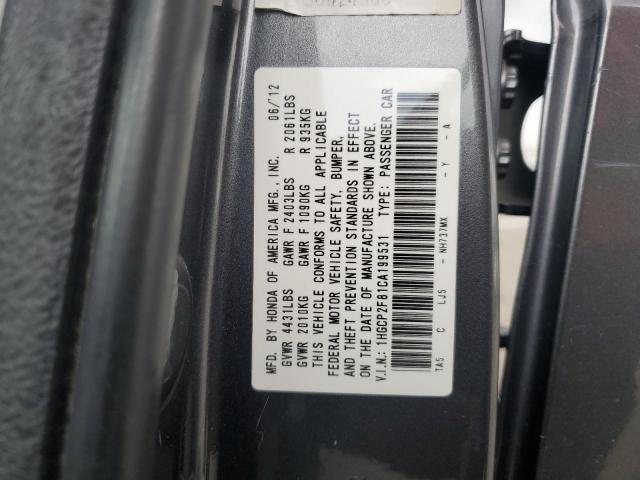 MFD. BY HONDA OF AMERICA MFG., INC. 06/'12
GVWR 4431LBS GAWR F 2403LBS R 2061LBS
GVWR 2010KG GAWR F 1090KG R 935KG
THIS VEHICLE CONFORMS TO ALL APPLICABLE
FEDERAL MOTOR VEHICLE SAFETY, BUMPER,
AND THEFT PREVENTION STANDARDS IN EFFECT
ON THE DATE OF MANUFACTURE SHOWN ABOVE.
V.I.N.: 1HGCP2F81CA199531 TYPE: PASSENGER CAR
TA5 C LJ5 - NH737MX - Y - A